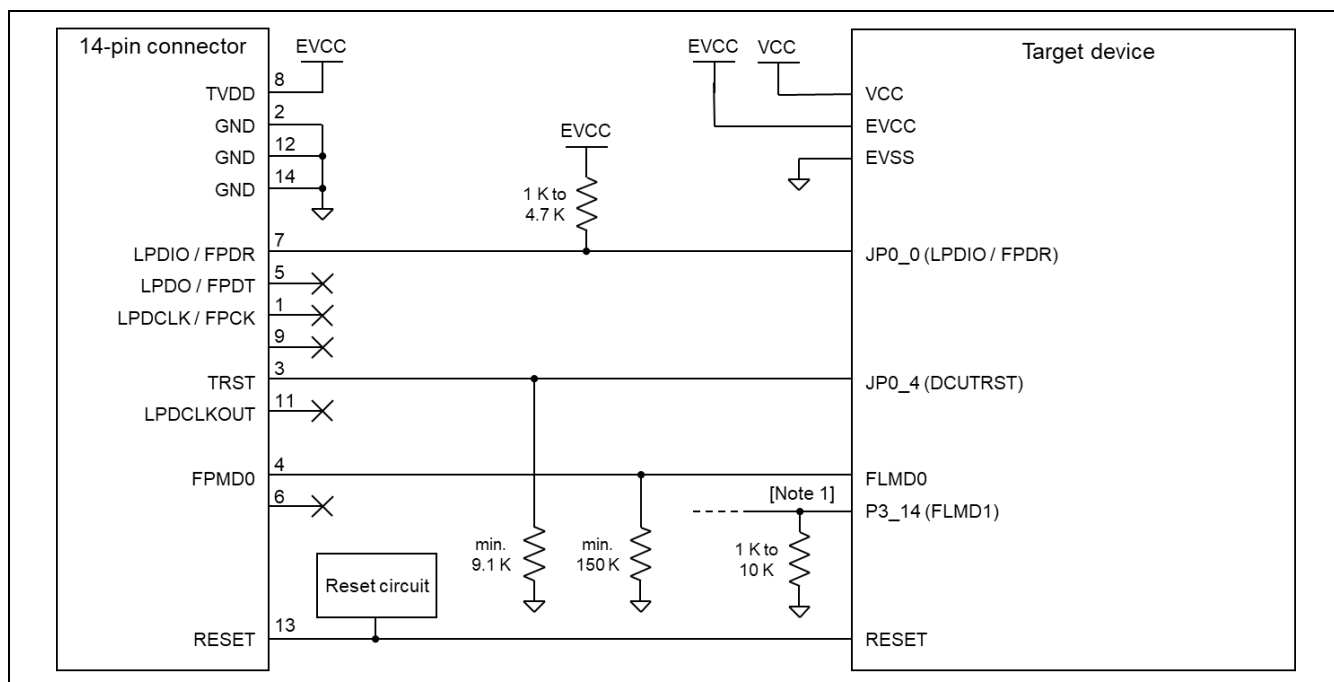 14-pin connector
EVCC
8
TVDD
2
GND
12
GND
14
GND
EVCC
VCC
Target device
VCC
EVCC
EVSS
EVCC
1 K to
4.7 K
7
LPDIO / FPDR
JP0_0 (LPDIO / FPDR)
5
LPDO / FPDT
1
LPDCLK / FPCK
9
3
TRST
JP0_4 (DCUTRST)
11
LPDCLKOUT
4
FPMD0
FLMD0
6
[Note 1]
P3_14 (FLMD1)
min.
9.1 K
min.
150 K
1 K to
10 K
Reset circuit
13
RESET
RESET